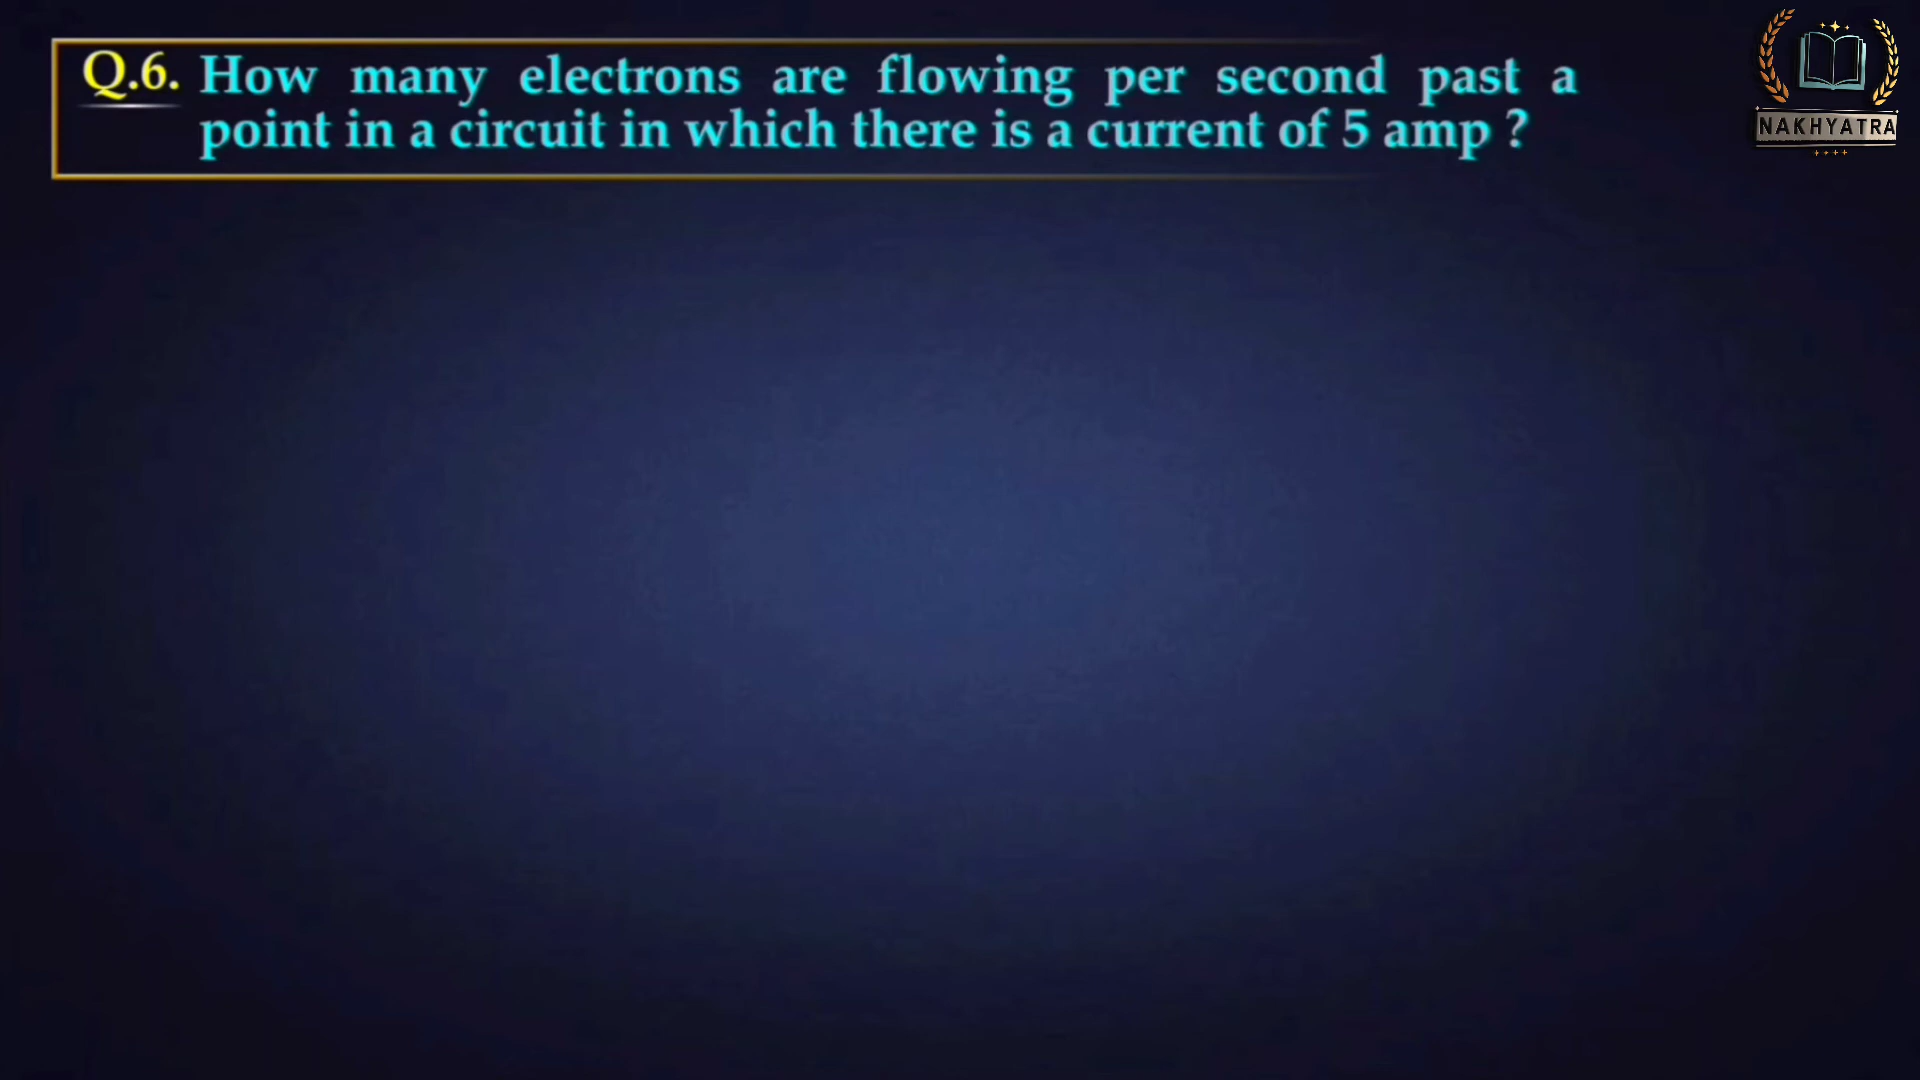 Q.6. How many electrons are flowing per second past a
point in a circuit in which there is a current of 5 amp ?
NAKHYATRA